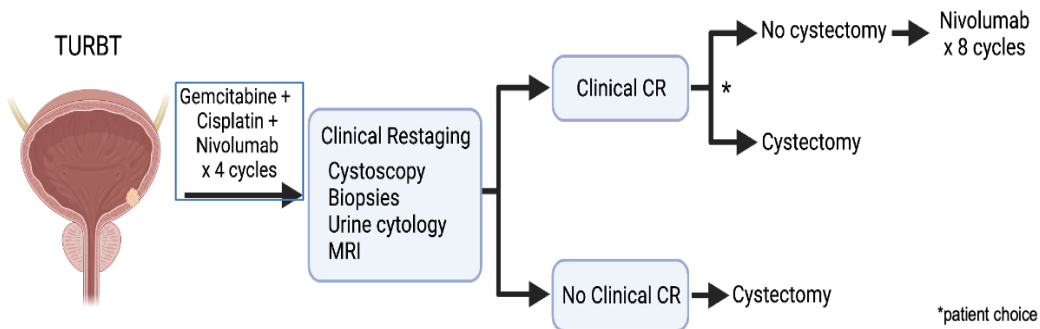 TURBT
Gemcitabine +
Cisplatin +
Nivolumab
x 4 cycles
Clinical Restaging
Cystoscopy
Biopsies
Urine cytology
MRI
Clinical CR
*
No cystectomy
Nivolumab
x 8 cycles
Cystectomy
No Clinical CR
Cystectomy
*patient choice